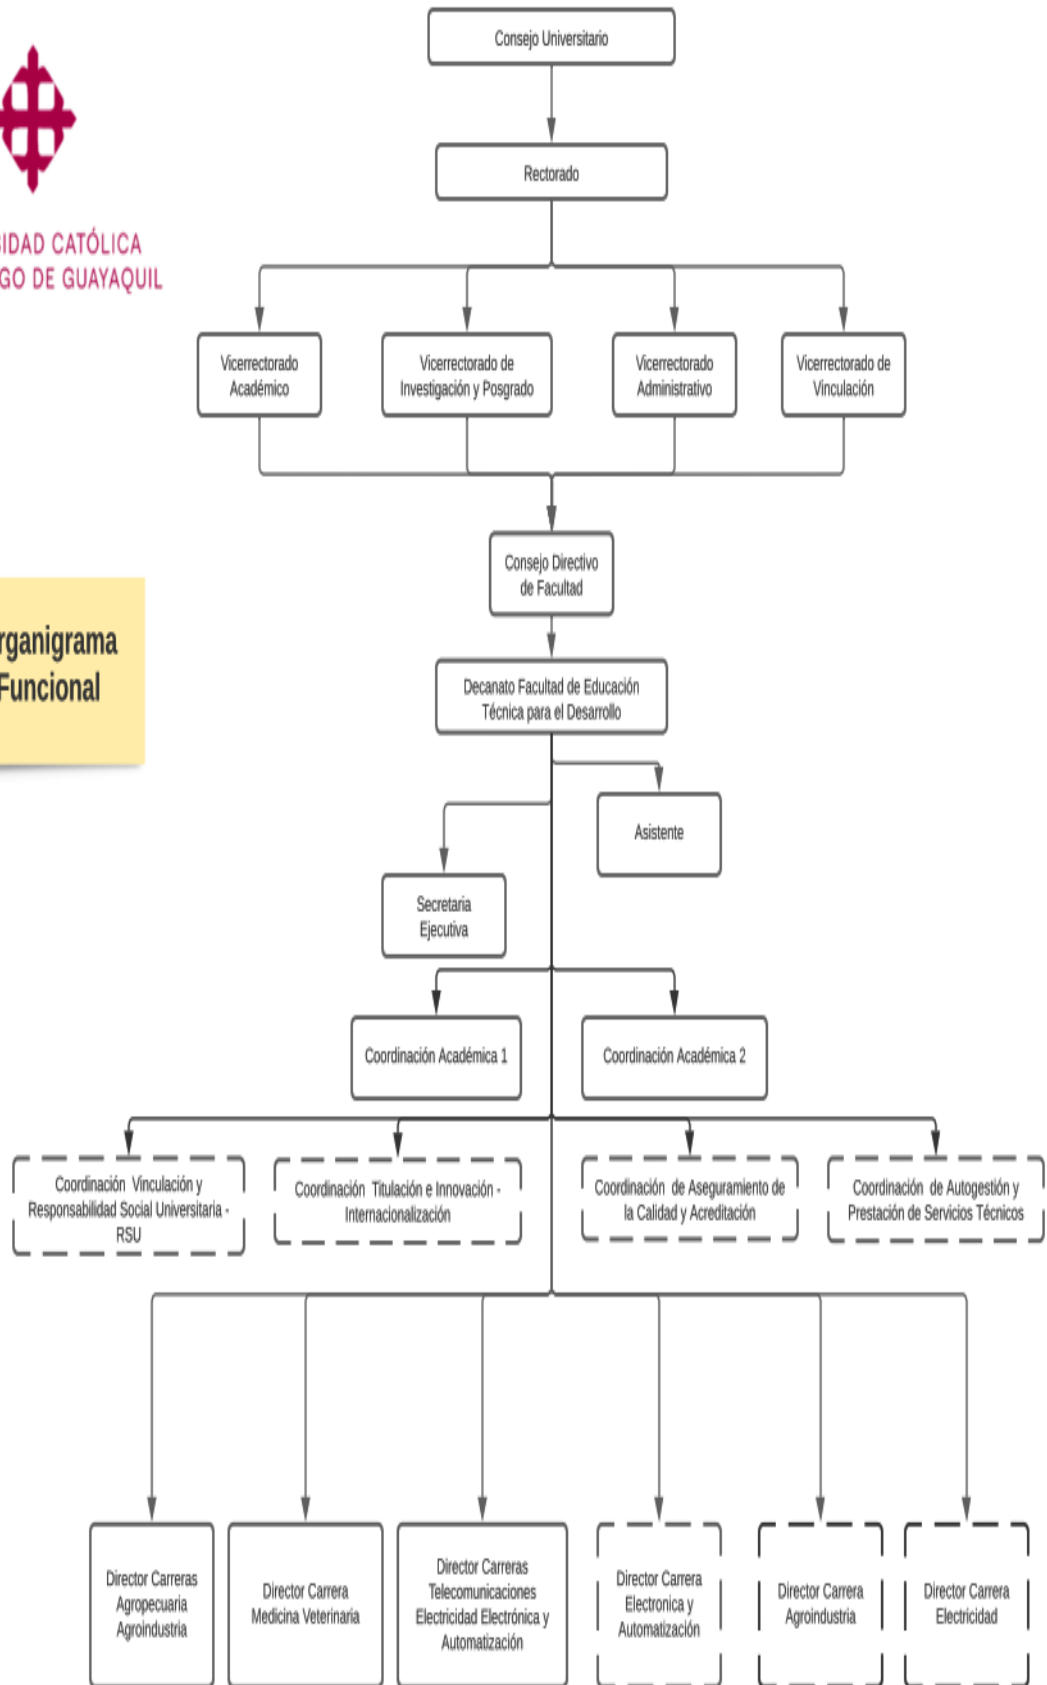 Consejo Universitario
Rectorado
SIDAD CATÓLICA
GO DE GUAYAQUIL
Vicerrectorado
Académico
Vicerrectorado de
Investigación y Posgrado
Vicerrectorado
Administrativo
Vicerrectorado de
Vinculación
Consejo Directivo
de Facultad
rganigrama
Funcional
Decanato Facultad de Educación
Técnica para el Desarrollo
Asistente
Secretaria
Ejecutiva
Coordinación Académica 1
Coordinación Académica 2
Coordinación Vinculación y
Responsabilidad Social Universitaria -
RSU
Coordinación Titulación e Innovación -
Internacionalización
Coordinación de Aseguramiento de
la Calidad y Acreditación
Coordinación de Autogestión y
Prestación de Servicios Técnicos
Director Carreras
Agropecuaria
Agroindustria
Director Carrera
Medicina Veterinaria
Director Carreras
Telecomunicaciones
Electricidad Electrónica y
Automatización
Director Carrera
Electronica y
Automatización
Director Carrera
Agroindustria
Director Carrera
Electricidad